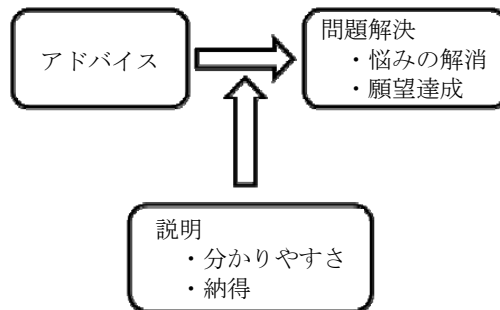 アドバイス
問題解決
・悩みの解消
・願望達成
説明
・分かりやすさ
・納得